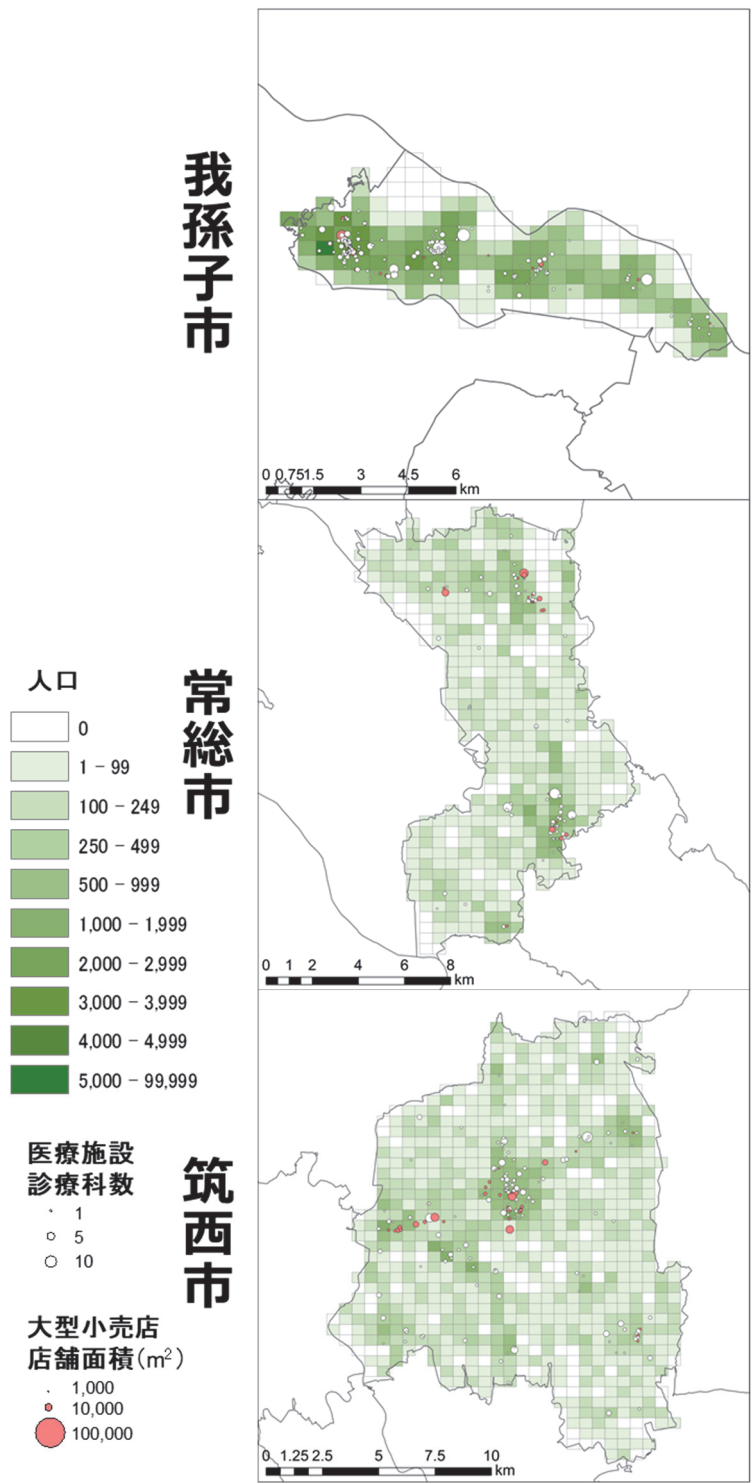 我孫子市
0 0.751.5 3 4.5 6
km
常総市
0 1 2 4 6 8
km
筑西市
0 1.25 2.5 5 7.5 10
km
人口
0
1 - 99
100 - 249
250 - 499
500 - 999
1,000 - 1,999
2,000 - 2,999
3,000 - 3,999
4,000 - 4,999
5,000 - 99,999
医療施設
診療科数
1
5
10
大型小売店
店舗面積(m²)
1,000
10,000
100,000